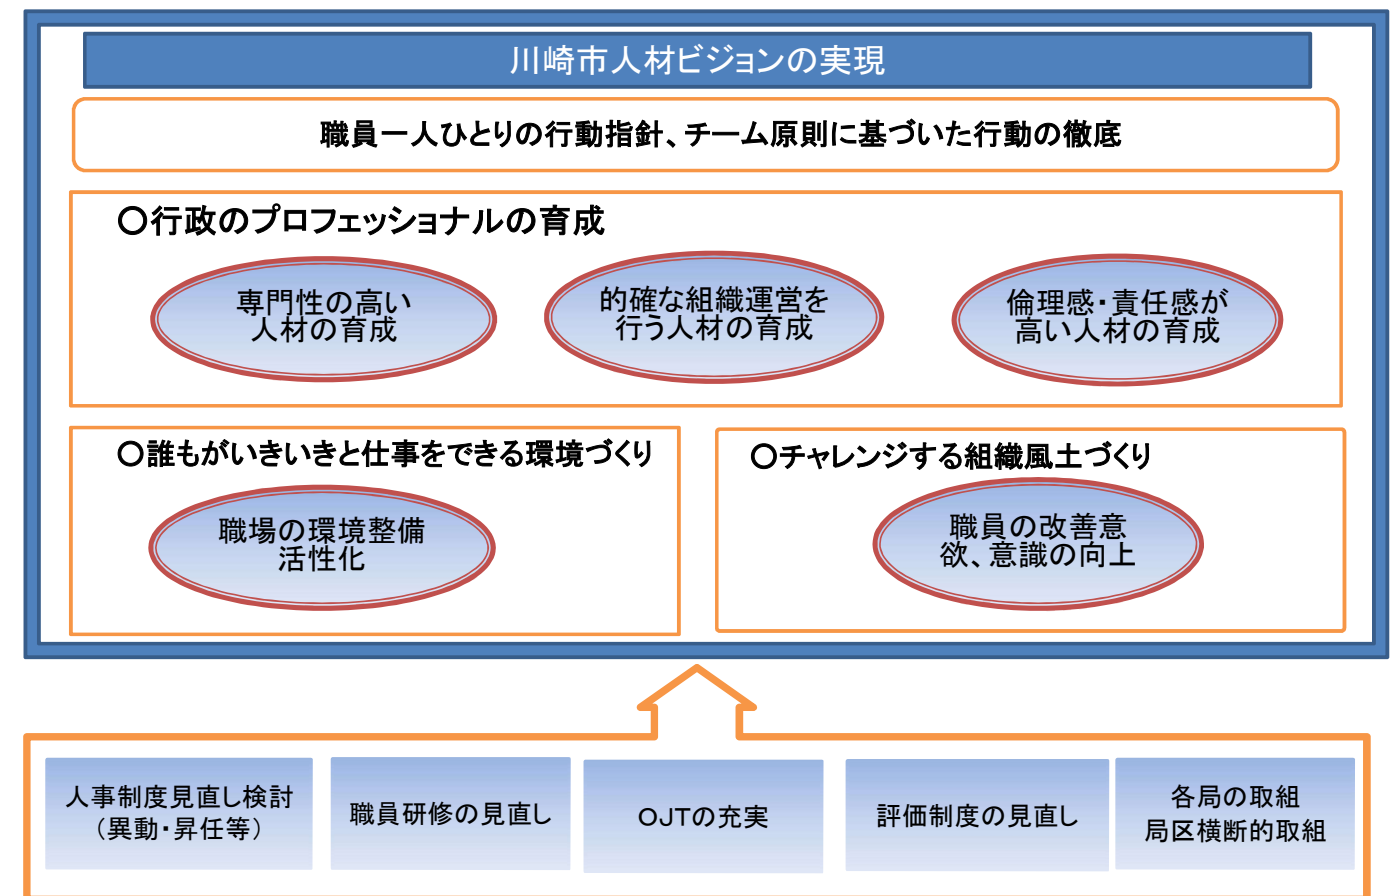 川崎市人材ビジョンの実現
職員一人ひとりの行動指針、チーム原則に基づいた行動の徹底
○行政のプロフェッショナルの育成
専門性の高い
人材の育成
的確な組織運営を
行う人材の育成
倫理感・責任感が
高い人材の育成
○誰もがいきいきと仕事をできる環境づくり
職場の環境整備
活性化
○チャレンジする組織風土づくり
職員の改善意
欲、意識の向上
人事制度見直し検討
（異動・昇任等）
職員研修の見直し
ＯＪＴの充実
評価制度の見直し
各局の取組
局区横断的取組